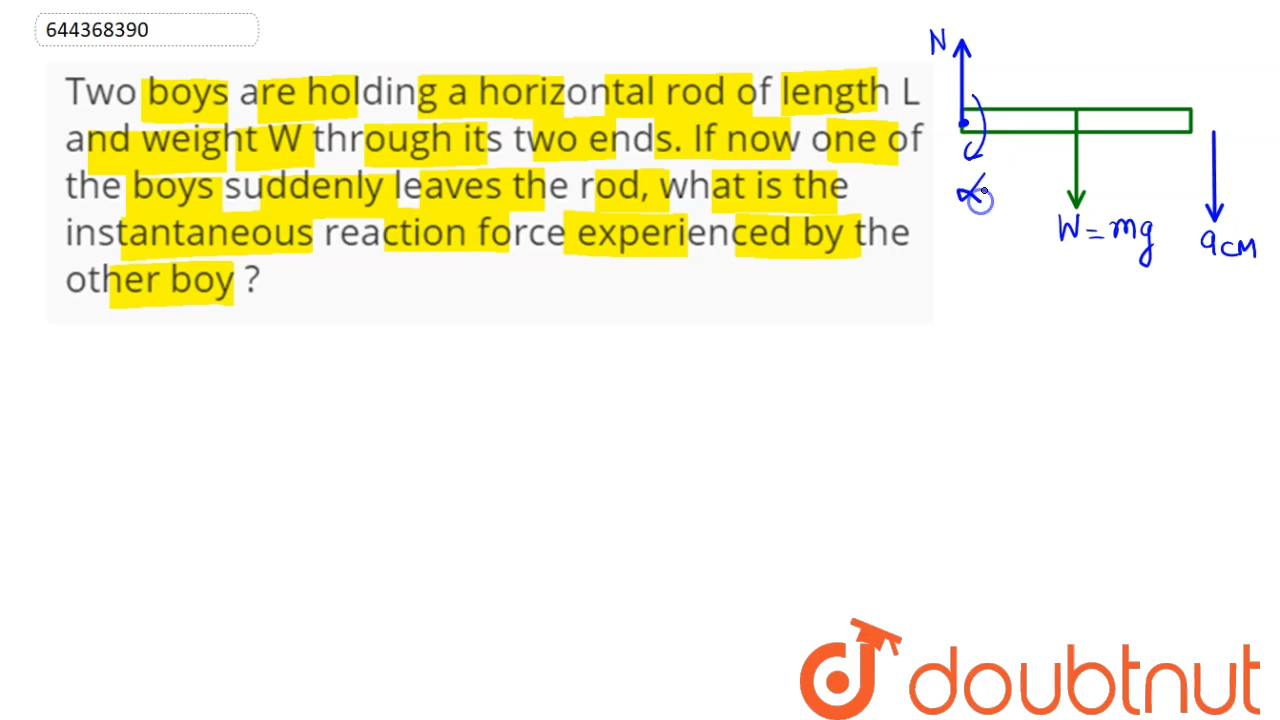 644368390
Two boys are holding a horizontal rod of length L
and weight W through its two ends. If now one of
the boys suddenly leaves the rod, what is the
instantaneous reaction force experienced by the
other boy ?
N
α
W = mg
aCM
doubtnut